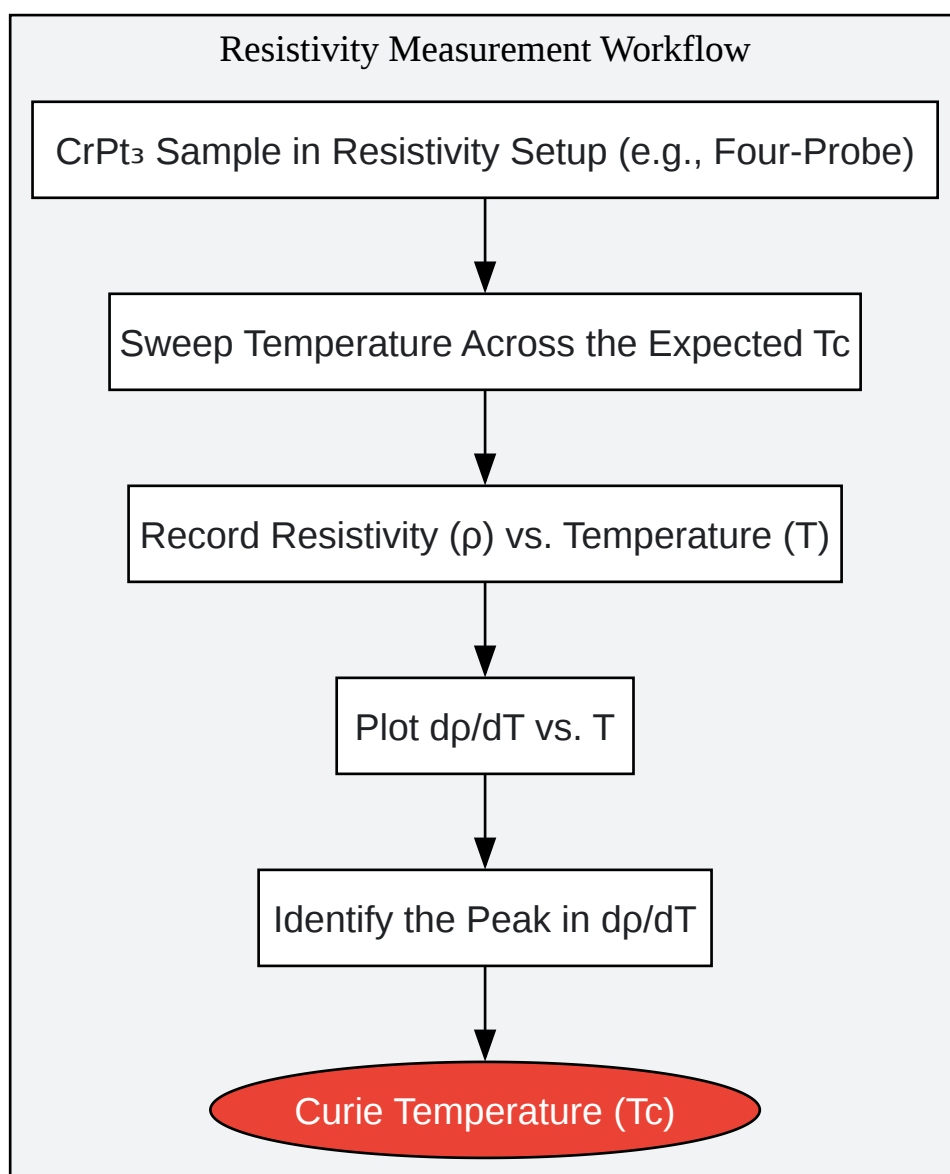 Resistivity Measurement Workflow
CrPt₃ Sample in Resistivity Setup (e.g., Four-Probe)
Sweep Temperature Across the Expected Tc
Record Resistivity (ρ) vs. Temperature (T)
Plot dρ/dT vs. T
Identify the Peak in dρ/dT
Curie Temperature (Tc)